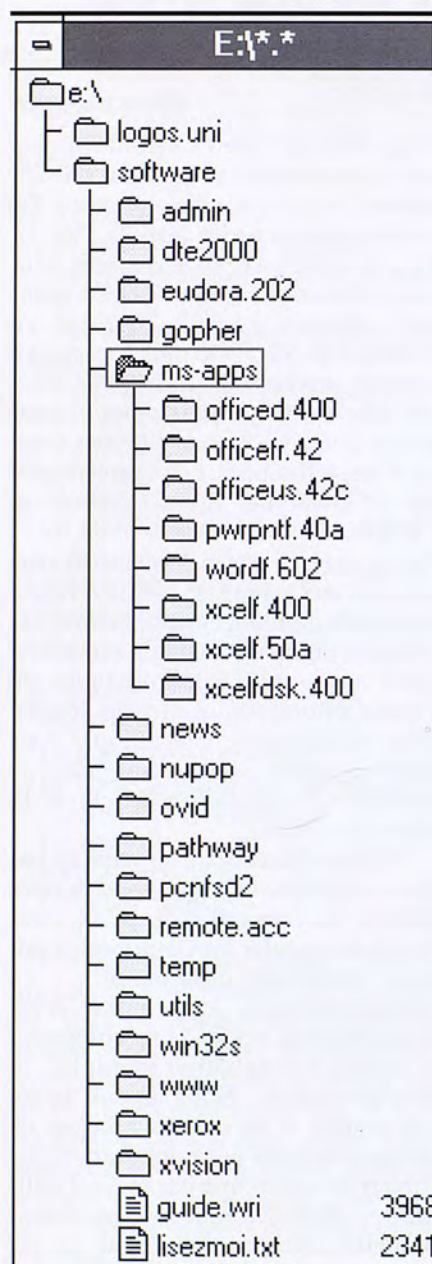 E:\*.*
e:\
logos.uni
software
admin
dte2000
eudora.202
gopher
ms-apps
officed.400
officefr.42
officeus.42c
pwrpntf.40a
wordf.602
xcelf.400
xcelf.50a
xcelfdsk.400
news
nupop
ovid
pathway
pcnfsd2
remote.acc
temp
utils
win32s
www
xerox
xvision
guide.wri 3968
lisezmoi.txt 2341